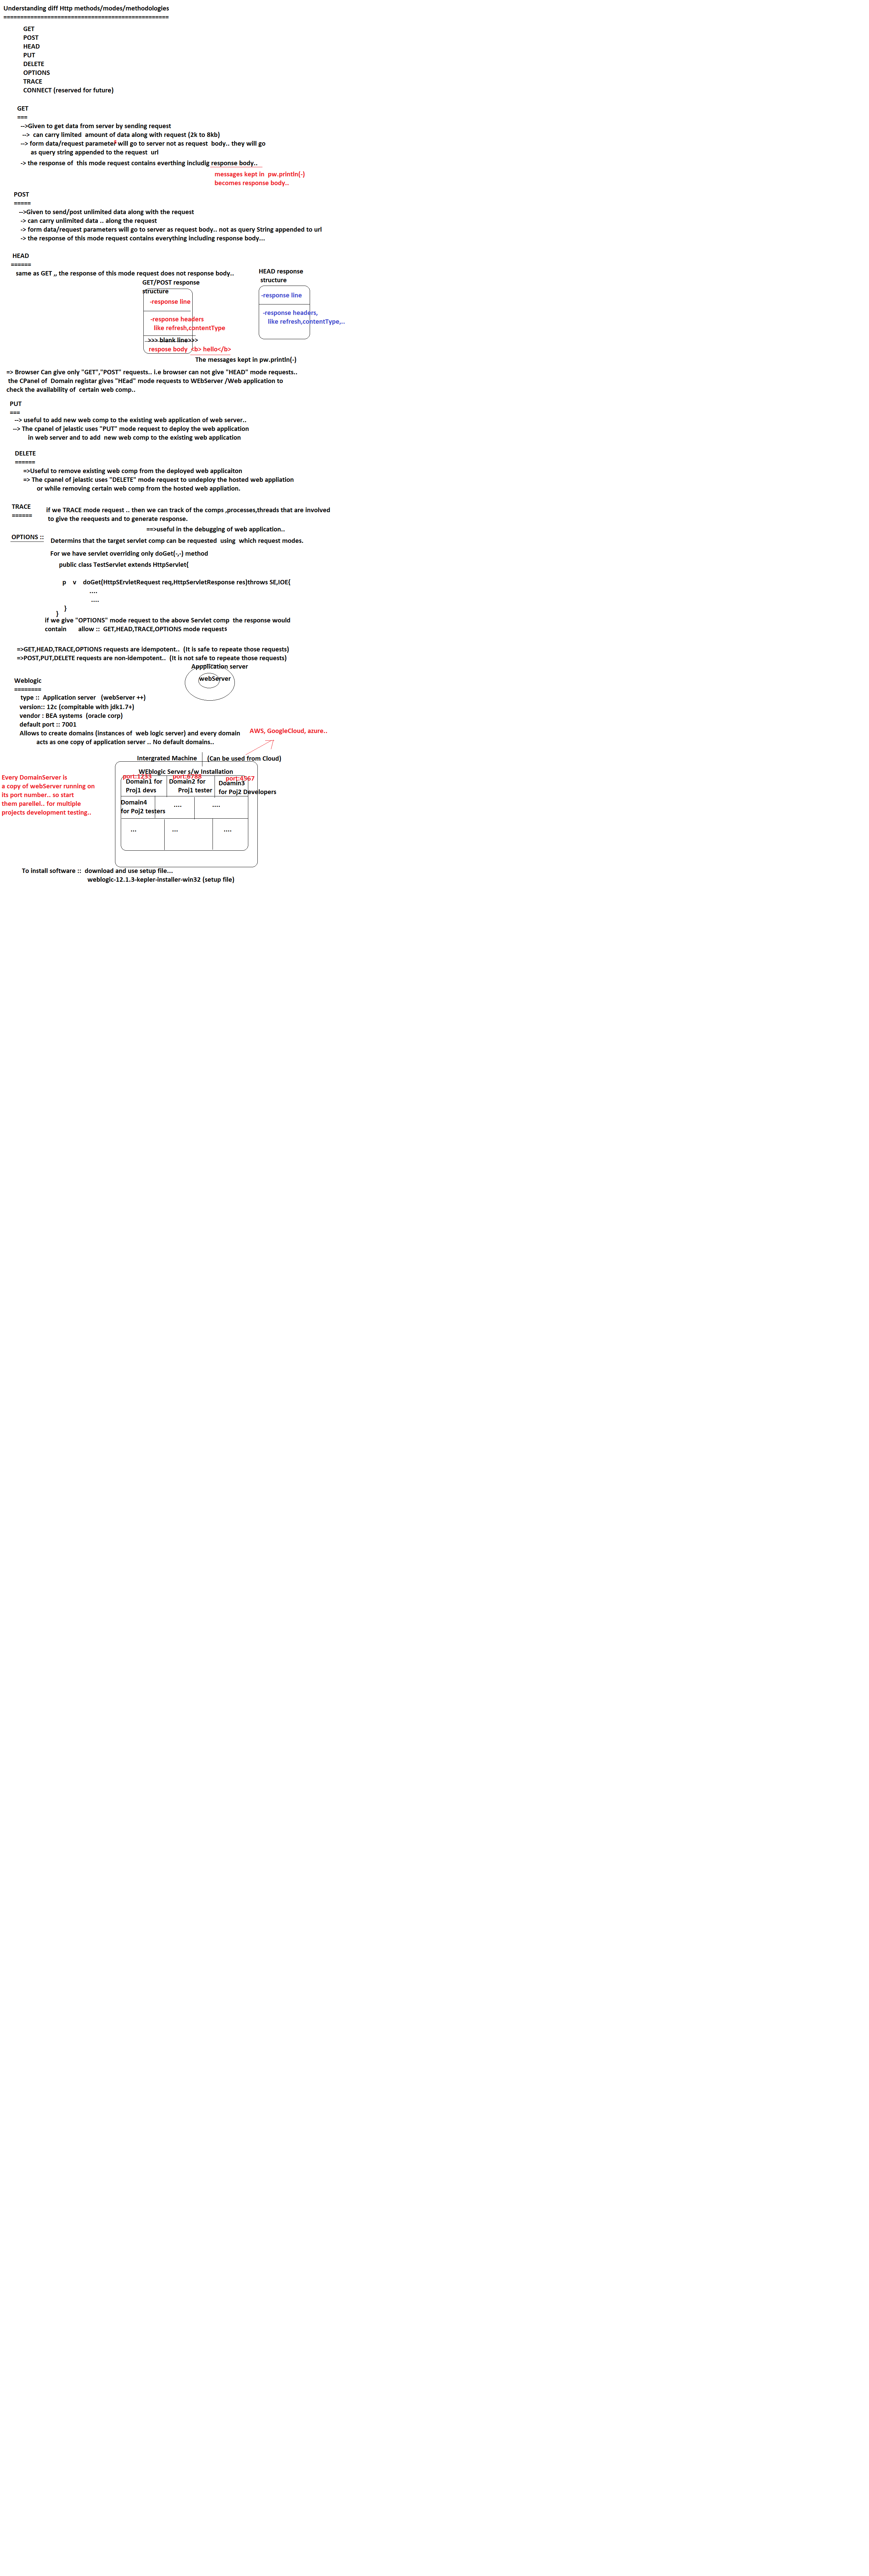 Understanding diff Http methods/modes/methodologies
=================================================
GET
POST
HEAD
PUT
DELETE
OPTIONS
TRACE
CONNECT (reserved for future)
GET
===
-->Given to get data from server by sending request
--> can carry limited amount of data along with request (2k to 8kb)
--> form data/request parameter will go to server not as request body.. they will go
as query string appended to the request url
-> the response of this mode request contains everthing includig response body..
messages kept in pw.println(-)
becomes response body..
POST
=====
-->Given to send/post unlimited data along with the request
-> can carry unlimited data .. along the request
-> form data/request parameters will go to server as request body.. not as query String appended to url
-> the response of this mode request contains everything including response body...
HEAD
======
same as GET ,, the response of this mode request does not response body..
GET/POST response
structure
-response line
-response headers
like refresh,contentType
..>>> blank line>>>
respose body <b> hello</b>
The messages kept in pw.println(-)
HEAD response
structure
-response line
-response headers,
like refresh,contentType,..
=> Browser Can give only "GET","POST" requests.. i.e browser can not give "HEAD" mode requests..
the CPanel of Domain registar gives "HEad" mode requests to WEbServer /Web application to
check the availability of certain web comp..
PUT
===
--> useful to add new web comp to the existing web application of web server..
--> The cpanel of jelastic uses "PUT" mode request to deploy the web application
in web server and to add new web comp to the existing web application
DELETE
======
=>Useful to remove existing web comp from the deployed web applicaiton
=> The cpanel of jelastic uses "DELETE" mode request to undeploy the hosted web appliation
or while removing certain web comp from the hosted web appliation.
TRACE
======
if we TRACE mode request .. then we can track of the comps ,processes,threads that are involved
to give the reequests and to generate response.
==>useful in the debugging of web application..
OPTIONS ::
Determins that the target servlet comp can be requested using which request modes.
For we have servlet overriding only doGet(-,-) method
public class TestServlet extends HttpServlet{
p v doGet(HttpSErvletRequest req,HttpServletResponse res)throws SE,IOE{
....
....
}
}
if we give "OPTIONS" mode request to the above Servlet comp the response would
contain allow :: GET,HEAD,TRACE,OPTIONS mode requests
=>GET,HEAD,TRACE,OPTIONS requests are idempotent.. (It is safe to repeate those requests)
=>POST,PUT,DELETE requests are non-idempotent.. (It is not safe to repeate those requests)
Appplication server
webServer
Weblogic
========
type :: Application server (webServer ++)
version:: 12c (compitable with jdk1.7+)
vendor : BEA systems (oracle corp)
default port :: 7001
Allows to create domains (instances of web logic server) and every domain
acts as one copy of application server .. No default domains..
AWS, GoogleCloud, azure..
Intergrated Machine
(Can be used from Cloud)
WEblogic Server s/w Installation
port:4567
Domain1 for
Proj1 devs
Domain2 for
Proj1 tester
Doamin3
for Poj2 Developers
Domain4
for Poj2 testers
....
....
...
...
....
Every DomainServer is
a copy of webServer running on
its port number.. so start
them parellel.. for multiple
projects development testing..
To install software :: download and use setup file...
weblogic-12.1.3-kepler-installer-win32 (setup file)